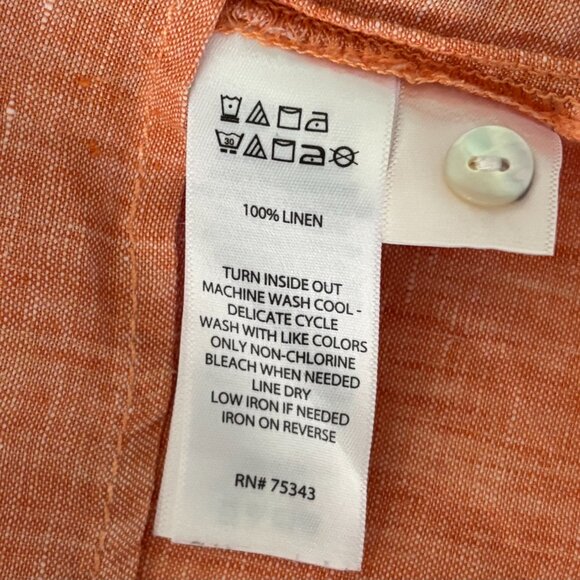 30
100% LINEN
TURN INSIDE OUT
MACHINE WASH COOL -
DELICATE CYCLE
WASH WITH LIKE COLORS
ONLY NON-CHLORINE
BLEACH WHEN NEEDED
LINE DRY
LOW IRON IF NEEDED
IRON ON REVERSE
RN# 75343